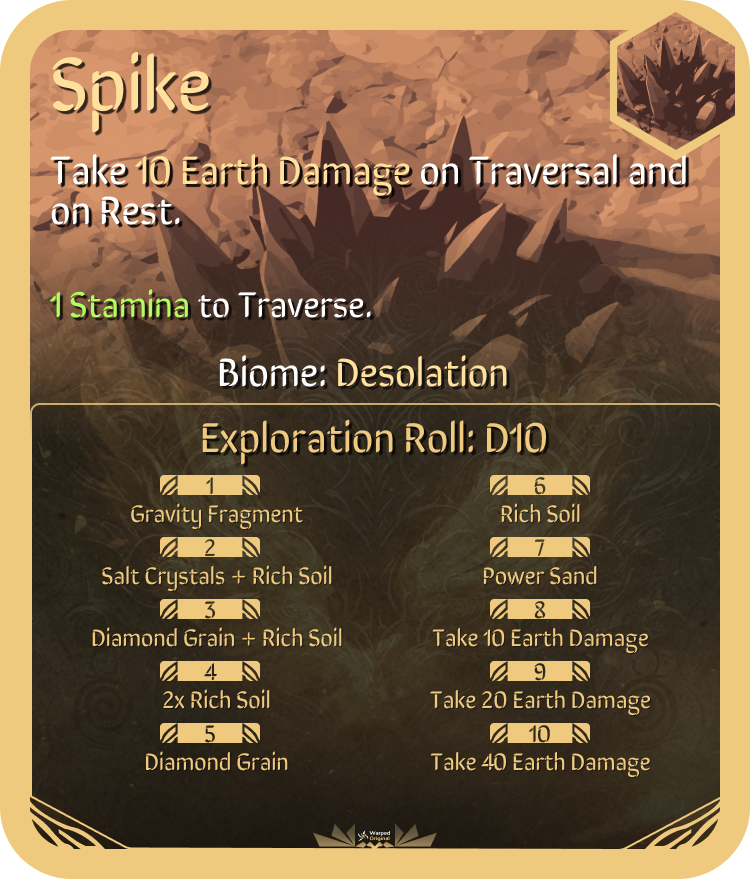 Spike
Take 10 Earth Damage on Traversal and
on Rest.
1 Stamina to Traverse.
Biome: Desolation
Exploration Roll: D10
1
Gravity Fragment
2
Salt Crystals + Rich Soil
3
Diamond Grain + Rich Soil
4
2x Rich Soil
5
Diamond Grain
6
Rich Soil
7
Power Sand
8
Take 10 Earth Damage
9
Take 20 Earth Damage
10
Take 40 Earth Damage
Warped
Original